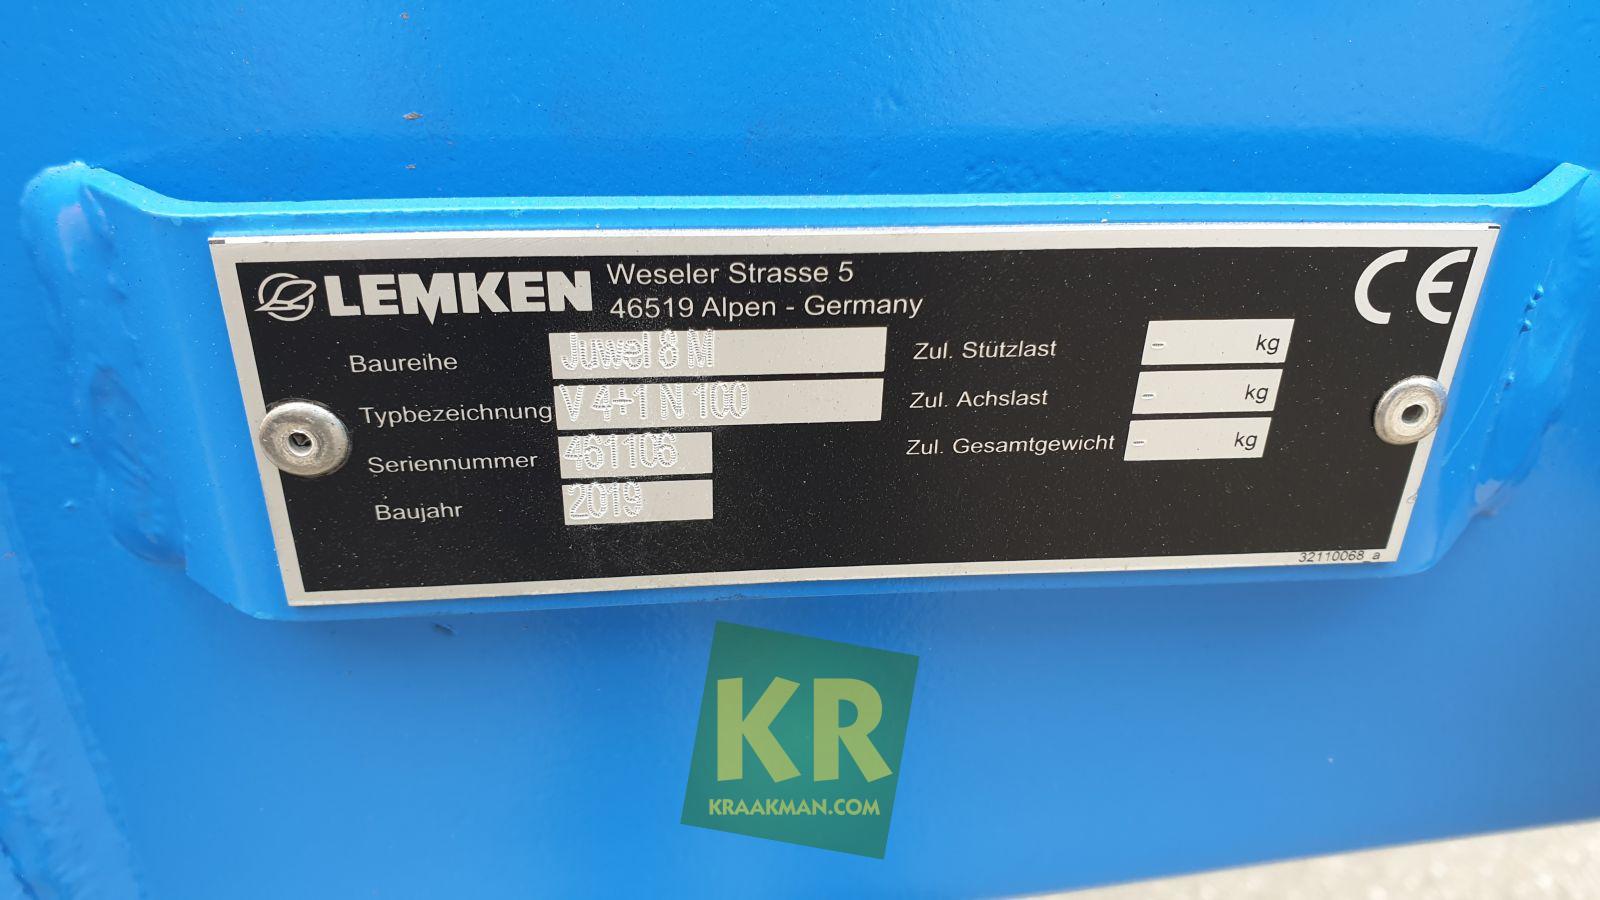 LEMKEN
Weseler Strasse 5
46519 Alpen - Germany
CE
Baureihe Juwel 8 M
Typbezeichnung V 4+1 N 100
Seriennummer 461106
Baujahr 2019
Zul. Stützlast - kg
Zul. Achslast - kg
Zul. Gesamtgewicht - kg
32110068_a
KR
KRAAKMAN.COM